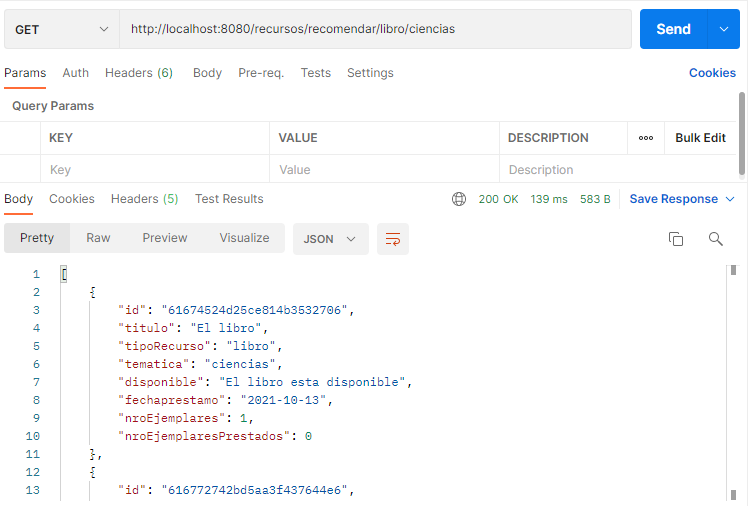 GET http://localhost:8080/recursos/recomendar/libro/ciencias Send
Params Auth Headers (6) Body Pre-req. Tests Settings Cookies
Query Params
KEY VALUE DESCRIPTION ooo Bulk Edit
Key Value Description
Body Cookies Headers (5) Test Results 200 OK 139 ms 583 B Save Response
Pretty Raw Preview Visualize JSON
1 [
2 {
3 "id": "61674524d25ce814b3532706",
4 "titulo": "El libro",
5 "tipoRecurso": "libro",
6 "tematica": "ciencias",
7 "disponible": "El libro esta disponible",
8 "fechaprestamo": "2021-10-13",
9 "nroEjemplares": 1,
10 "nroEjemplaresPrestados": 0
11 },
12 {
13 "id": "616772742bd5aa3f437644e6",